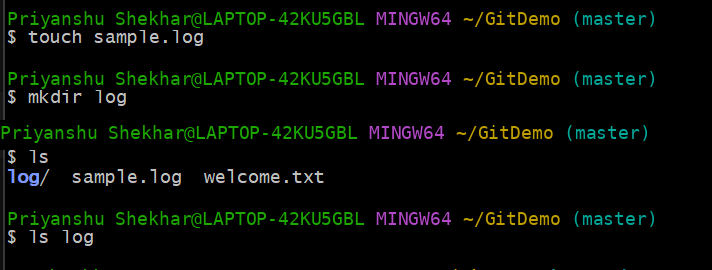 Priyanshu Shekhar@LAPTOP-42KU5GBL MINGW64 ~/GitDemo (master)
$ touch sample.log
Priyanshu Shekhar@LAPTOP-42KU5GBL MINGW64 ~/GitDemo (master)
$ mkdir log
Priyanshu Shekhar@LAPTOP-42KU5GBL MINGW64 ~/GitDemo (master)
$ ls
log/  sample.log  welcome.txt
Priyanshu Shekhar@LAPTOP-42KU5GBL MINGW64 ~/GitDemo (master)
$ ls log